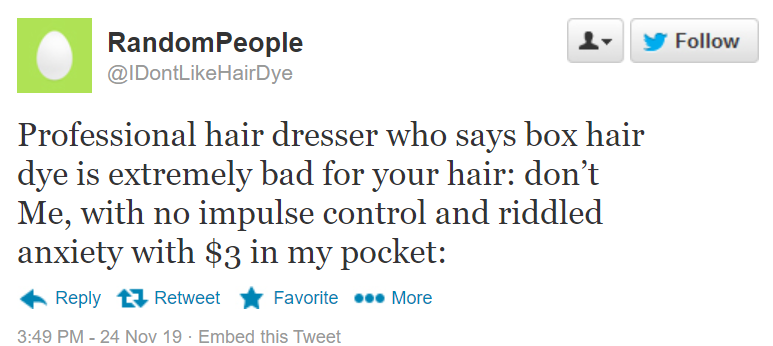 RandomPeople
Follow
@IDontLikeHairDye
Professional hair dresser who says box hair
dye is extremely bad for your hair: don’t
Me, with no impulse control and riddled
anxiety with $3 in my pocket:
Reply Retweet Favorite More
3:49 PM - 24 Nov 19 · Embed this Tweet